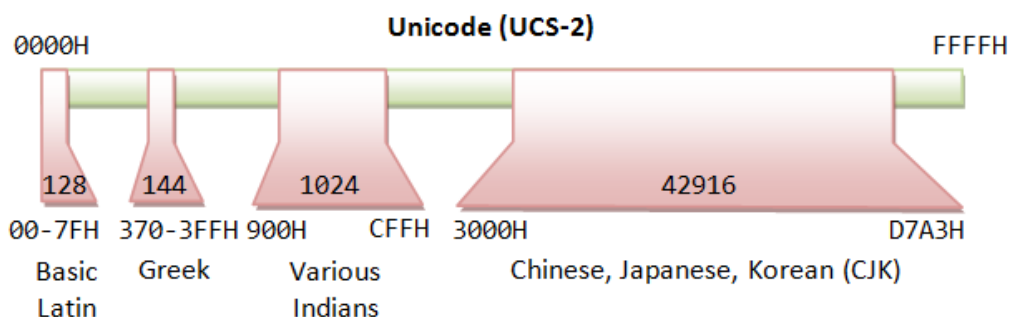 Unicode (UCS-2)
0000H FFFFH
128 144 1024 42916
00-7FH 370-3FFH 900H CFFH 3000H D7A3H
Basic Greek Various Chinese, Japanese, Korean (CJK)
Latin Indians